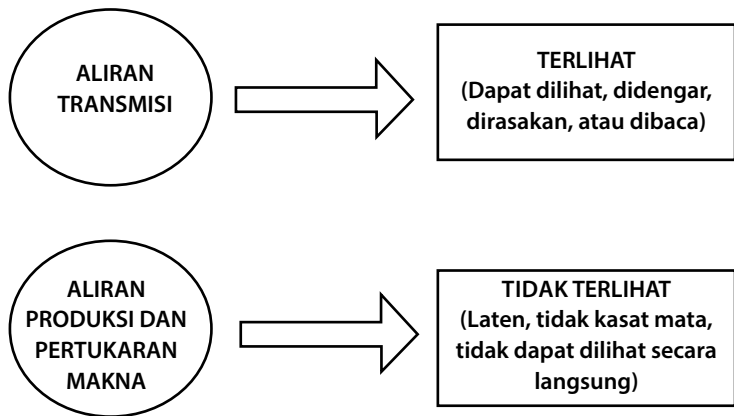 ALIRAN
TRANSMISI
TERLIHAT
(Dapat dilihat, didengar,
dirasakan, atau dibaca)
ALIRAN
PRODUKSI DAN
PERTUKARAN
MAKNA
TIDAK TERLIHAT
(Laten, tidak kasat mata,
tidak dapat dilihat secara
langsung)